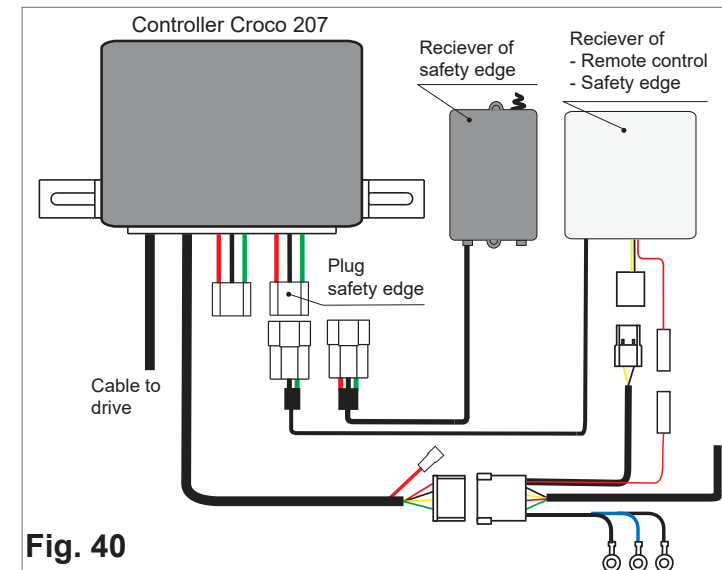 Controller Croco 207
Reciever of
safety edge
Reciever of
- Remote control
- Safety edge
Plug
safety edge
Cable to
drive
Fig. 40